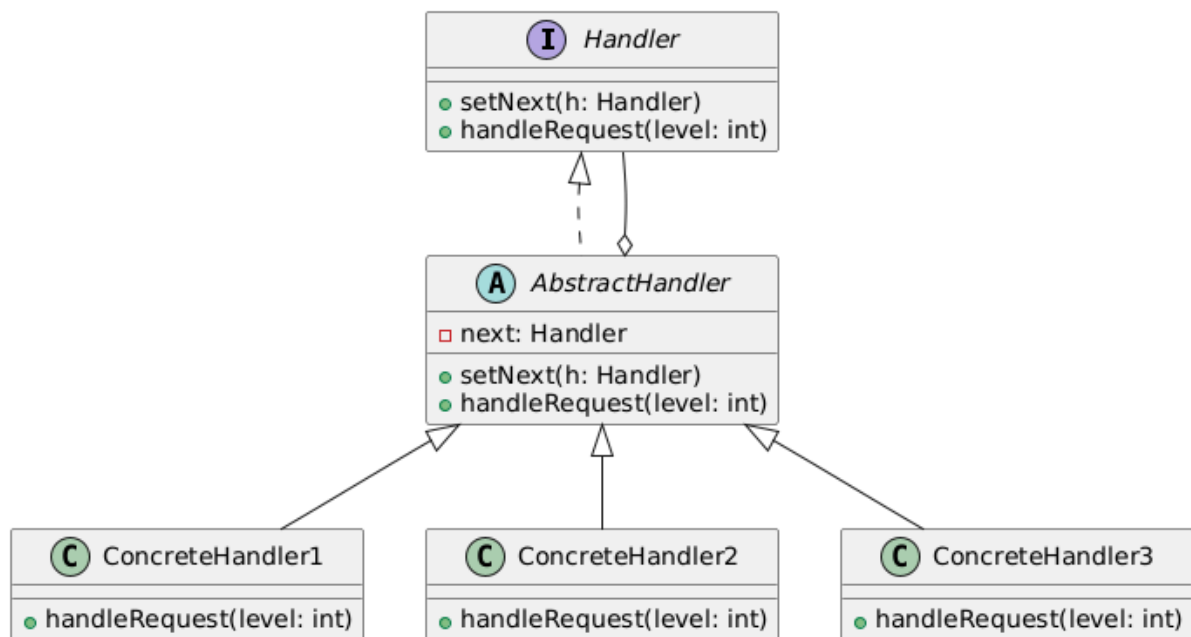 I Handler
setNext(h: Handler)
handleRequest(level: int)
A AbstractHandler
next: Handler
setNext(h: Handler)
handleRequest(level: int)
C ConcreteHandler1
handleRequest(level: int)
C ConcreteHandler2
handleRequest(level: int)
C ConcreteHandler3
handleRequest(level: int)